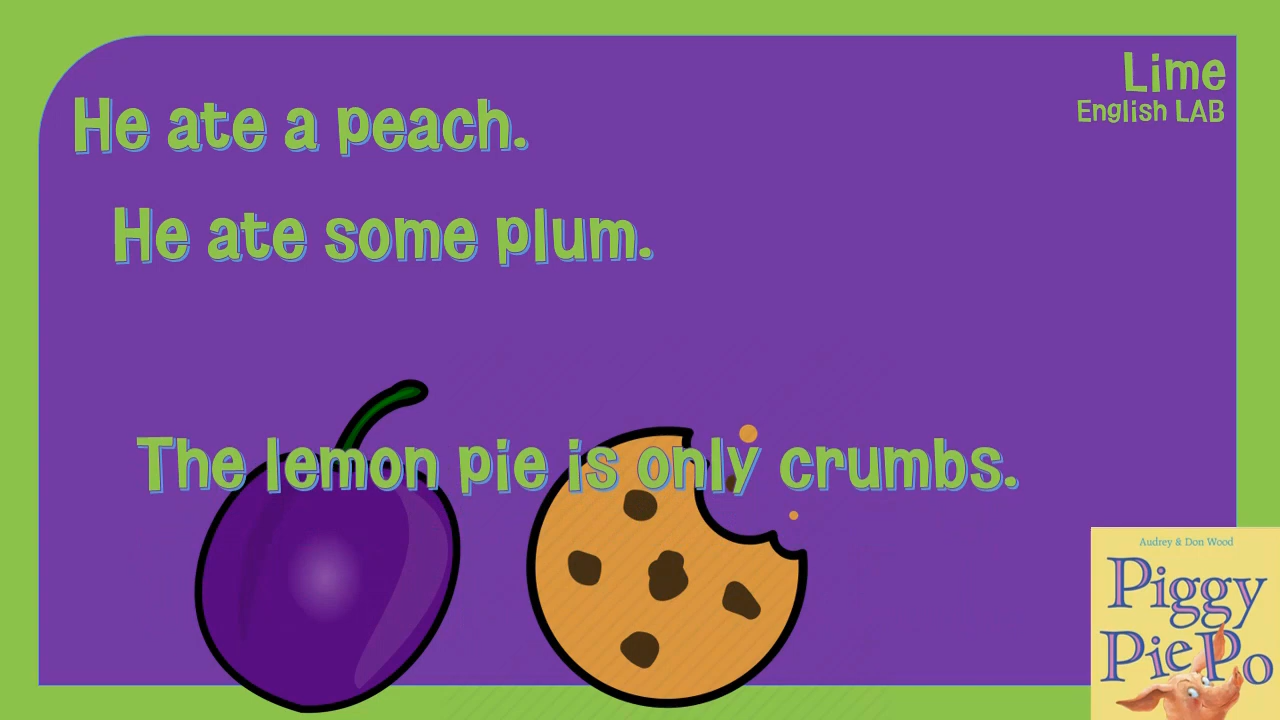 Lime
English LAB
He ate a peach.
He ate some plum.
The lemon pie is only crumbs.
Audrey & Don Wood
Piggy
Pie Po